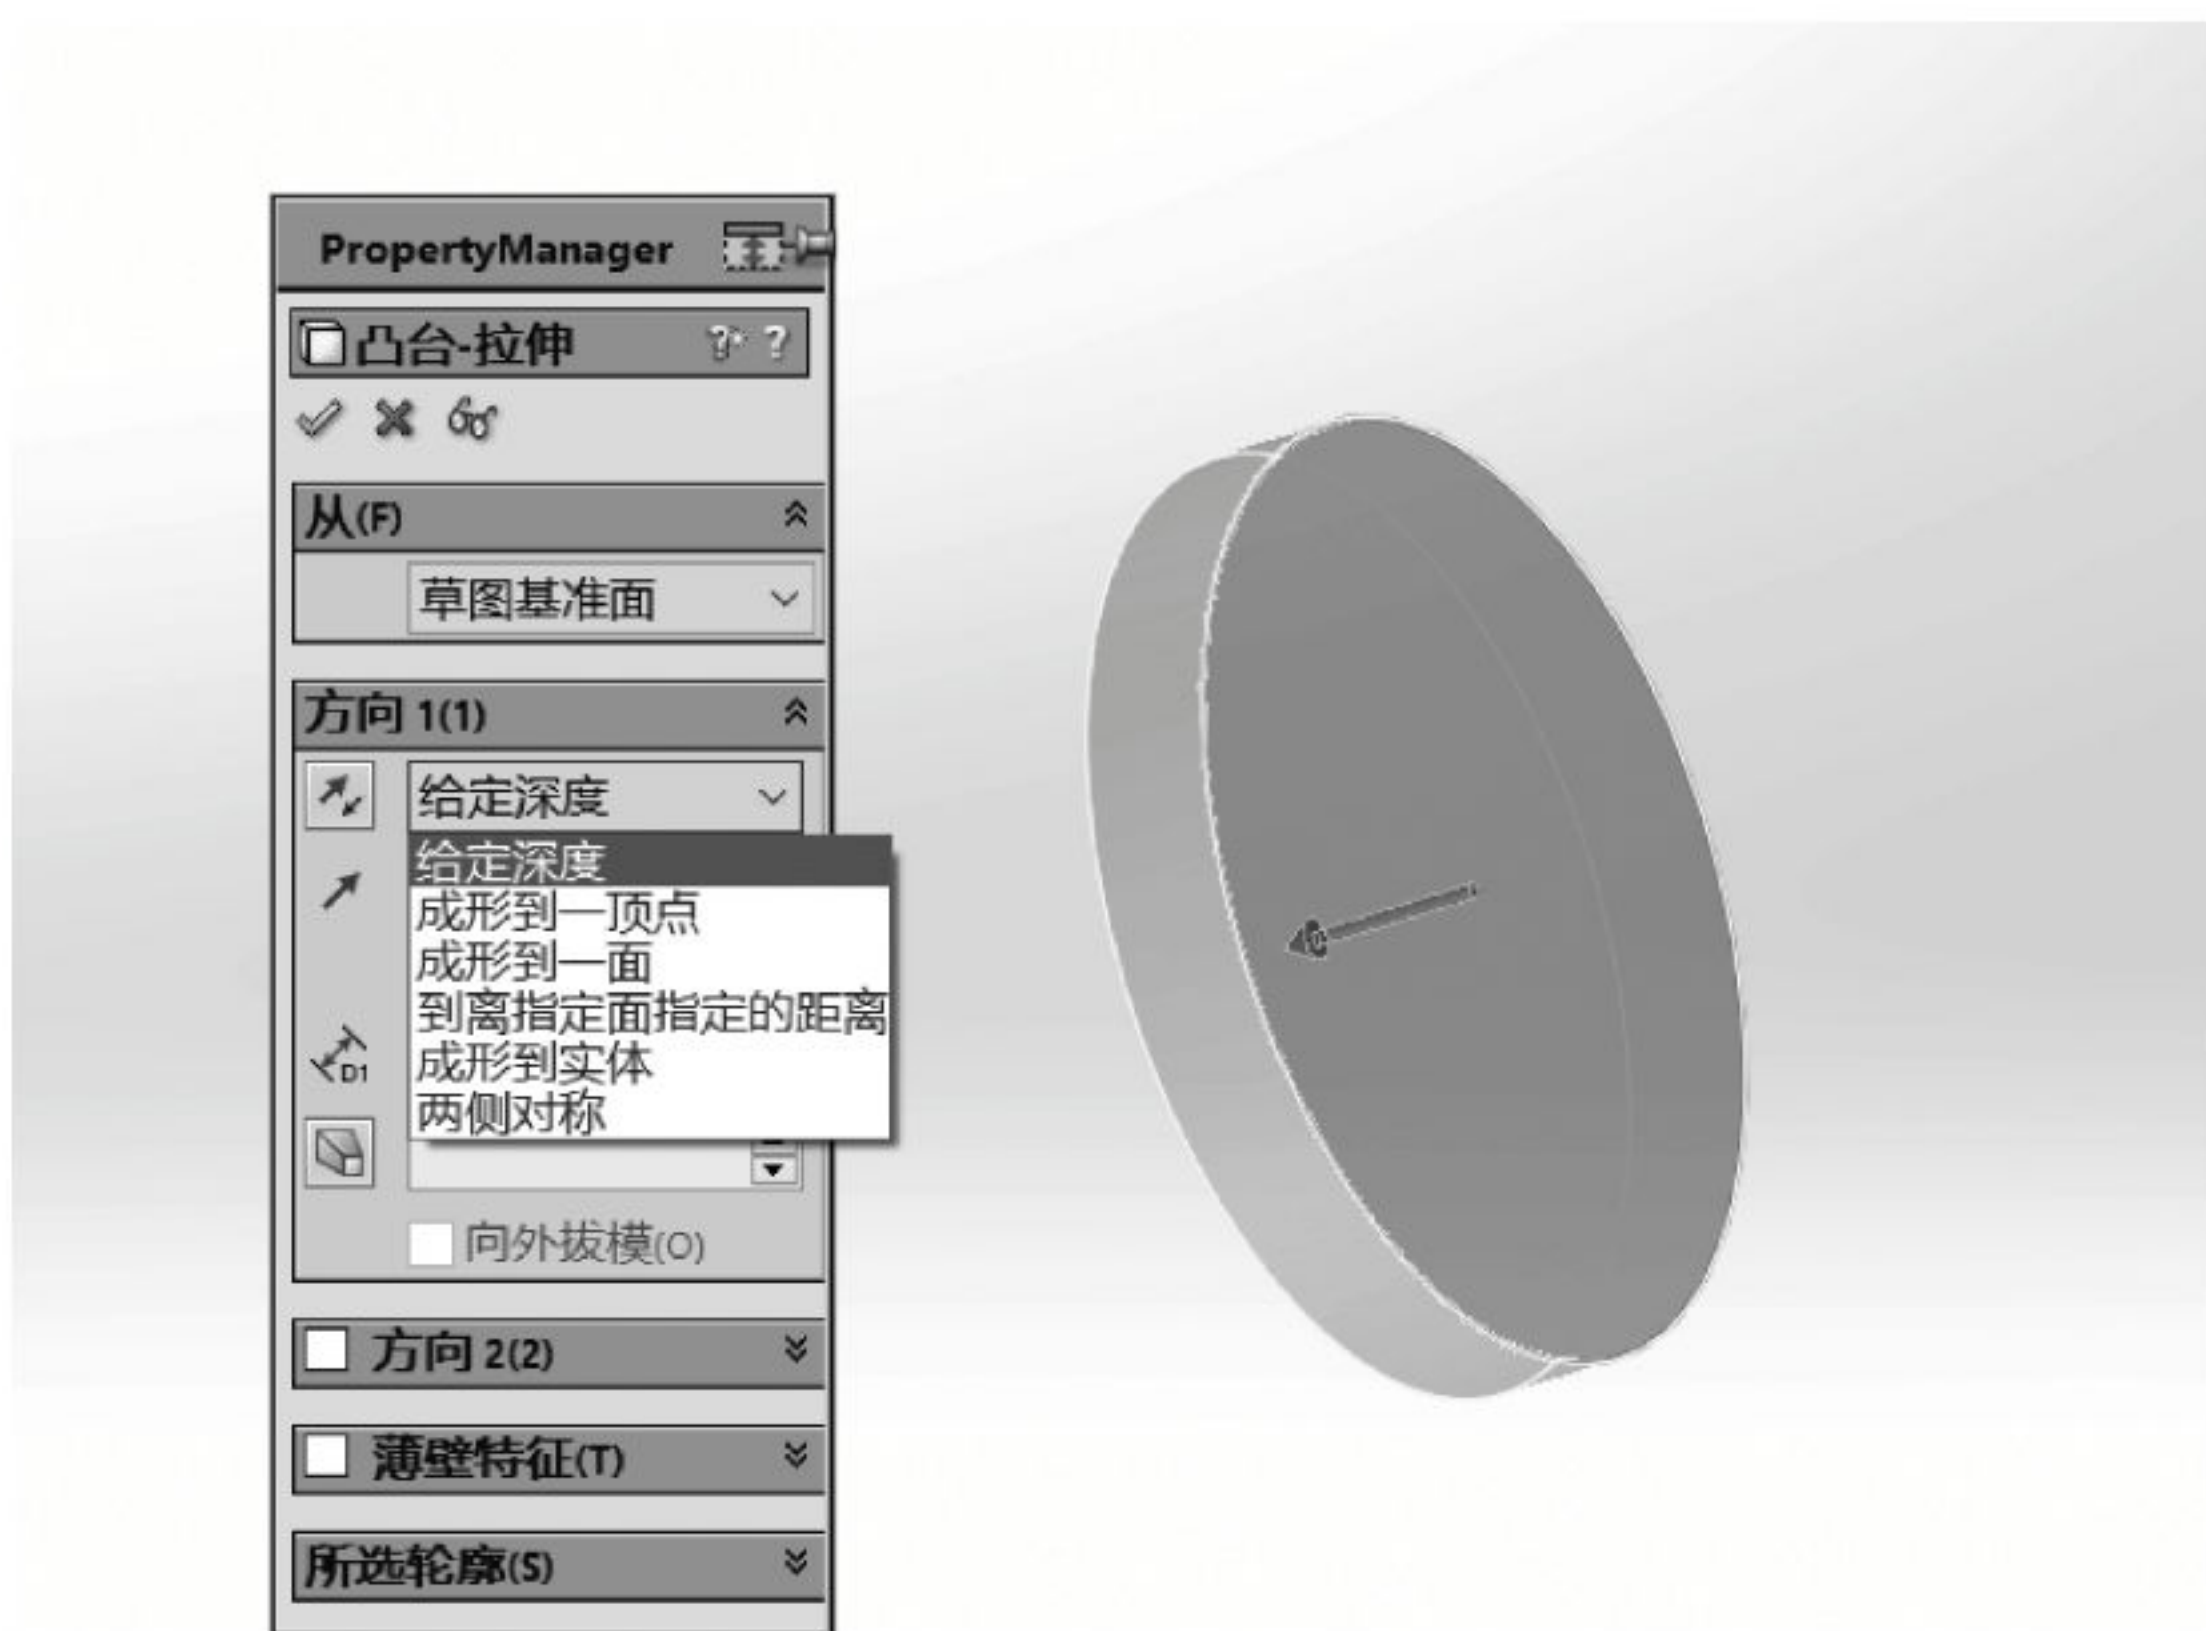 PropertyManager
凸台-拉伸
从(F)
草图基准面
方向 1(1)
给定深度
给定深度
成形到一顶点
成形到一面
到离指定面指定的距离
成形到实体
两侧对称
D1
向外拔模(O)
方向 2(2)
薄壁特征(T)
所选轮廓(S)